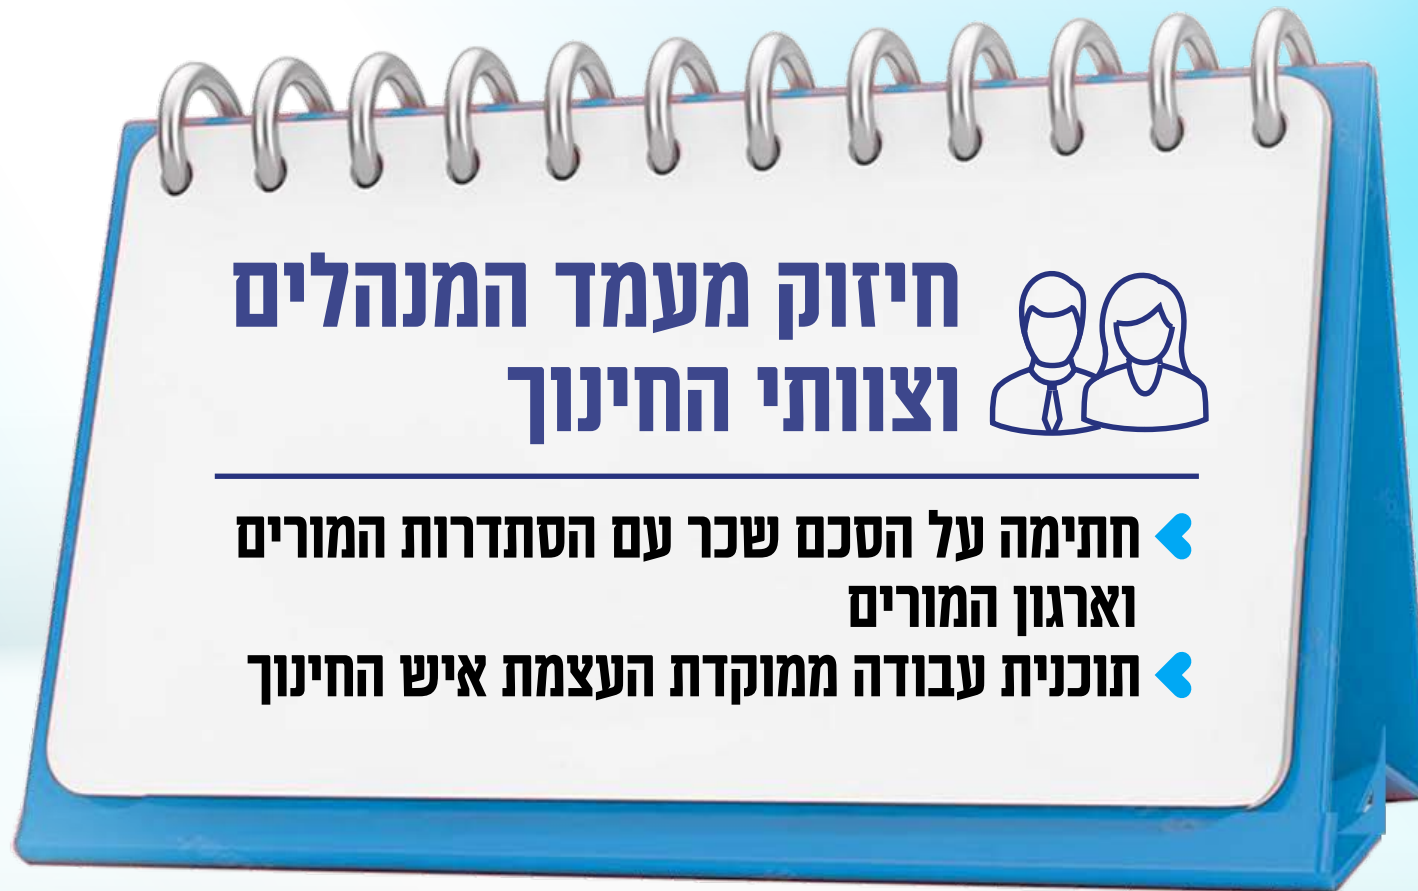 חיזוק מעמד המנהלים
וצוותי החינוך
חתימה על הסכם שכר עם הסתדרות המורים
וארגון המורים
תוכנית עבודה ממוקדת העצמת איש החינוך